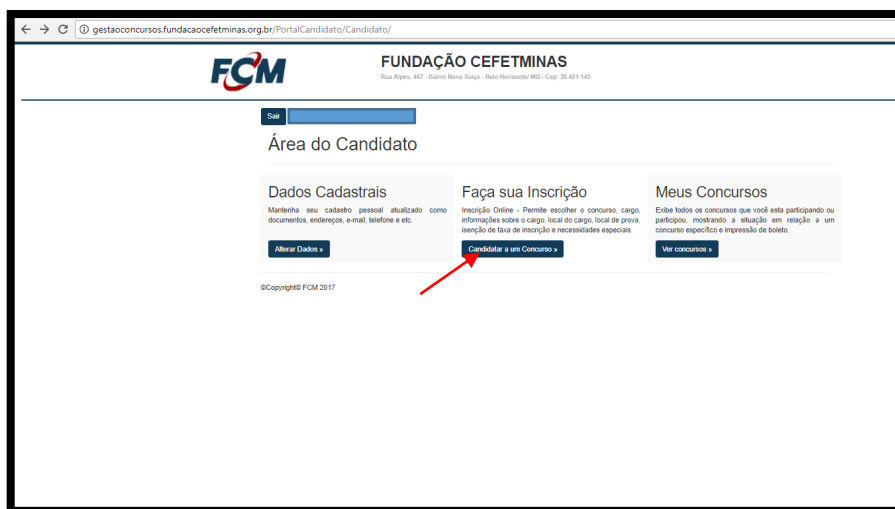 gestaoconcursos.fundacaocefetminas.org.br/PortalCandidato/Candidato/
FCM
FUNDAÇÃO CEFETMINAS
Rua Alpes, 467 - Bairro Nova Suíça - Belo Horizonte/ MG - Cep: 30.421-145
Sair
Área do Candidato
Dados Cadastrais
Mantenha seu cadastro pessoal atualizado como
documentos, endereços, e-mail, telefone e etc.
Alterar Dados »
Faça sua Inscrição
Inscrição Online - Permite escolher o concurso, cargo,
informações sobre o cargo, local do cargo, local de prova,
isenção de taxa de inscrição e necessidades especiais.
Candidatar a um Concurso »
Meus Concursos
Exibe todos os concursos que você esta participando ou
participou, mostrando a situação em relação a um
concurso específico e impressão de boleto.
Ver concursos »
©Copyright© FCM 2017